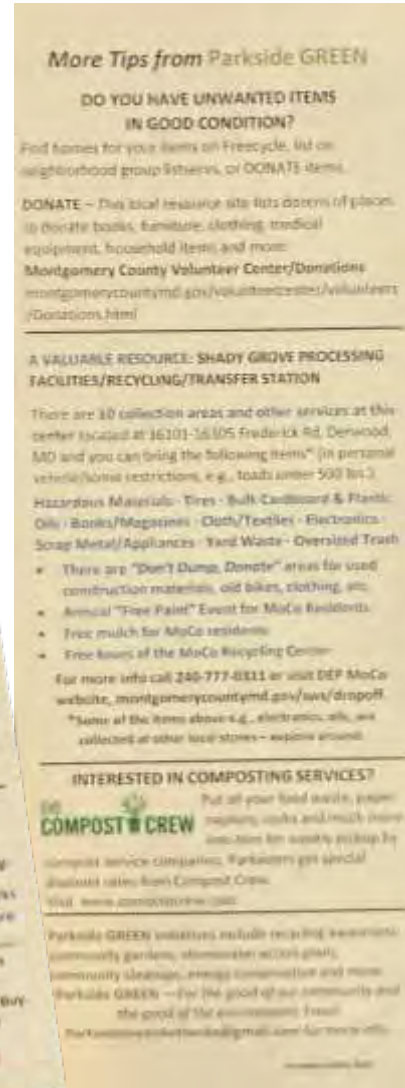 More Tips from Parkside GREEN
DO YOU HAVE UNWANTED ITEMS
IN GOOD CONDITION?
Find homes for your items on Freecycle, list on
neighborhood group listservs, or DONATE items.
DONATE – This local resource site lists dozens of places
to donate books, furniture, clothing, medical
equipment, household items and more:
Montgomery County Volunteer Center/Donations
montgomerycountymd.gov/volunteercenter/volunteers
/Donations.html
A VALUABLE RESOURCE: SHADY GROVE PROCESSING
FACILITIES/RECYCLING/TRANSFER STATION
There are 10 collection areas and other services at this
center located at 16101-16105 Frederick Rd, Derwood,
MD and you can bring the following items* (in personal
vehicle/some restrictions, e.g., loads under 500 lbs.):
Hazardous Materials · Tires · Bulk Cardboard & Plastic
Oils · Books/Magazines · Cloth/Textiles · Electronics ·
Scrap Metal/Appliances · Yard Waste · Oversized Trash
• There are "Don't Dump, Donate" areas for used
construction materials, old bikes, clothing, etc.
• Annual "Free Paint" Event for MoCo Residents
• Free mulch for MoCo residents
• Free tours of the MoCo Recycling Center
For more info call 240-777-0311 or visit DEP MoCo
website, montgomerycountymd.gov/sws/dropoff
*Some of the items above e.g., electronics, oils, are
collected at other local stores – explore around.
INTERESTED IN COMPOSTING SERVICES?
COMPOST CREW
Put all your food waste, paper
napkins, corks and much more
into bins for weekly pickup by
compost service companies. Parksiders get special
discount rates from Compost Crew.
Visit www.compostcrew.com
Parkside GREEN initiatives include recycling awareness,
community gardens, stormwater action plan,
community cleanups, energy conservation and more.
Parkside GREEN — For the good of our community and
the good of the environment. Email
for more info.
Buy